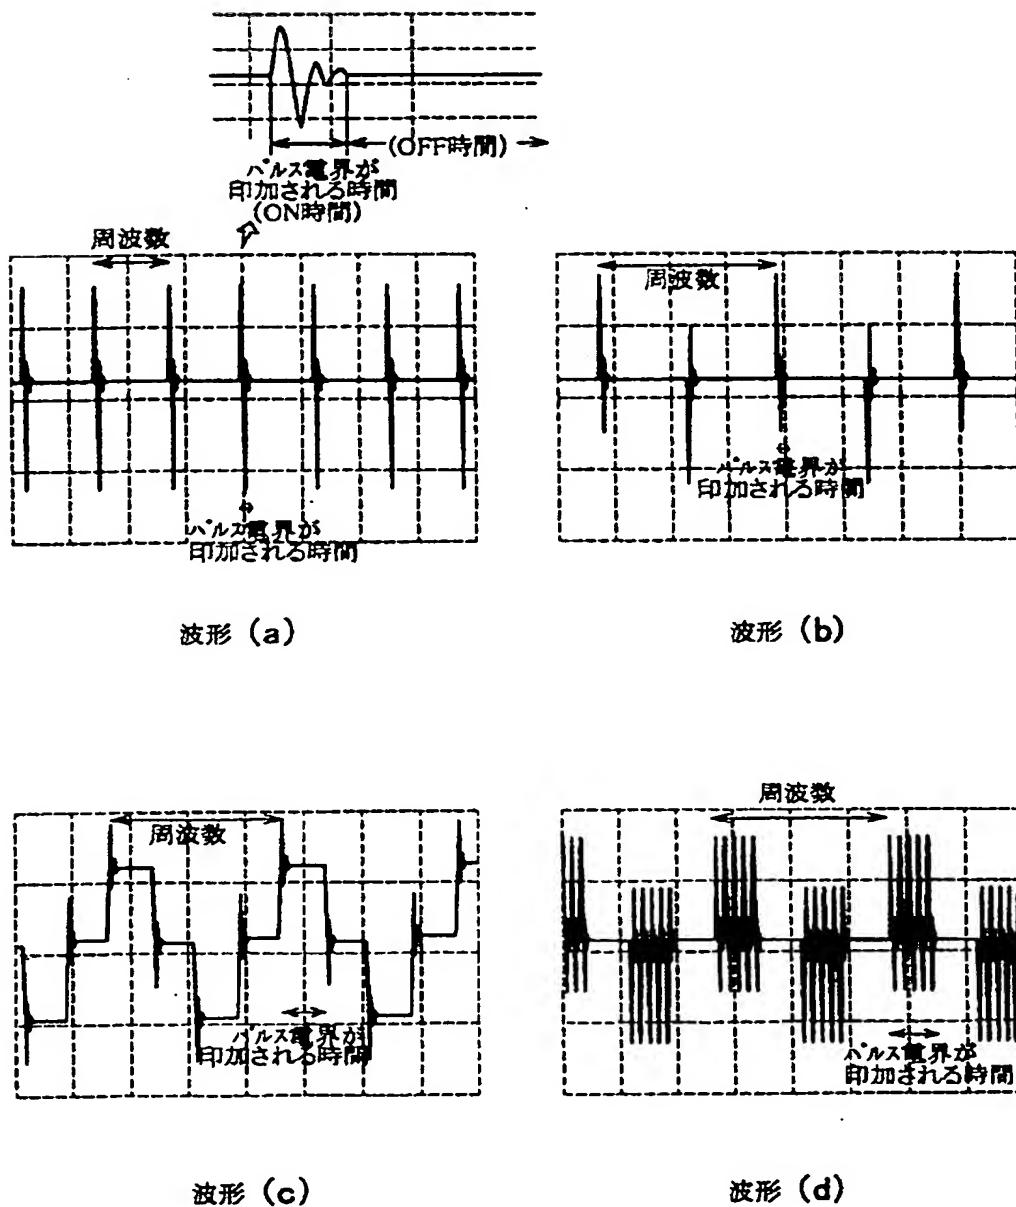 (OFF時間)
パルス電界が
印加される時間
(ON時間)
周波数
パルス電界が
印加される時間
波形 (a)
周波数
パルス電界が
印加される時間
波形 (b)
周波数
パルス電界が
印加される時間
波形 (c)
周波数
パルス電界が
印加される時間
波形 (d)